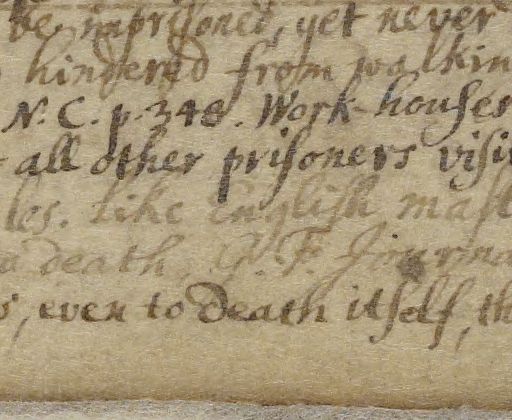 be imprisoned, yet never
hindered from walkin
N. C. p. 348. Work-houses
all other prisoners visi
les. like English mast
death, G. F. Journa
, even to Death itself, th